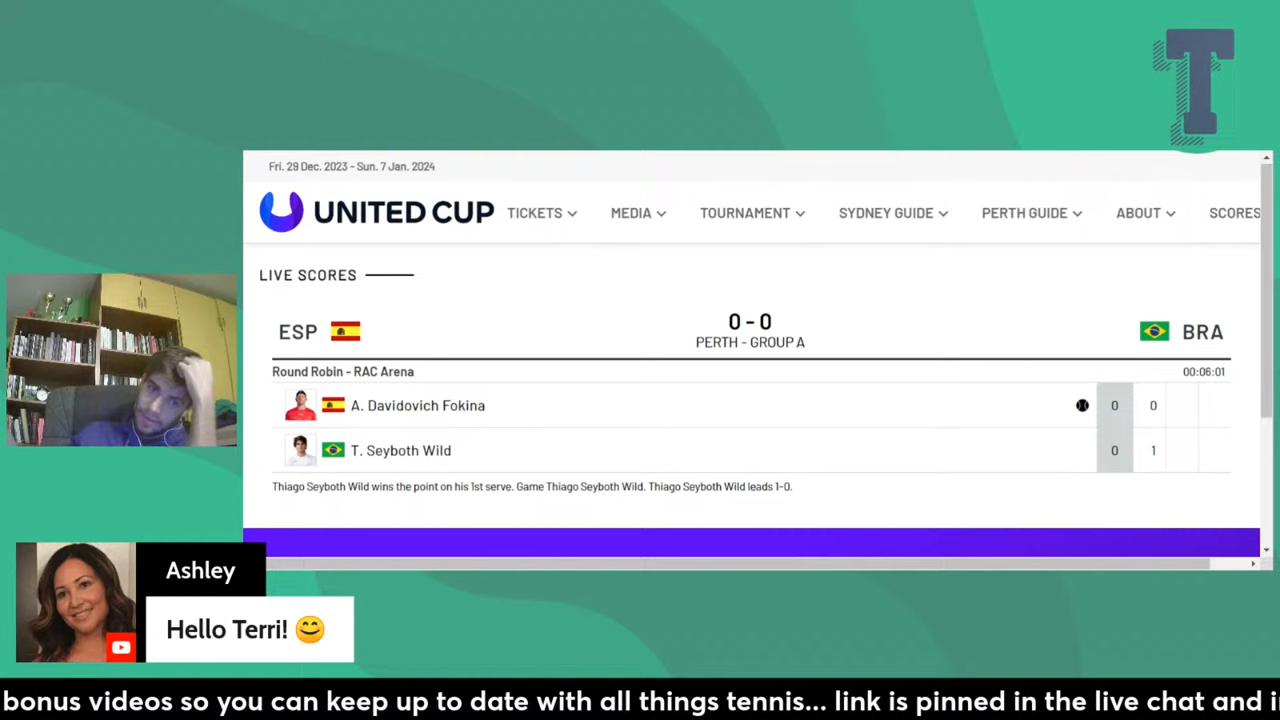 T
Fri. 29 Dec. 2023 - Sun. 7 Jan. 2024
UNITED CUP TICKETS MEDIA TOURNAMENT SYDNEY GUIDE PERTH GUIDE ABOUT SCORES
LIVE SCORES
ESP 0 - 0 BRA
PERTH - GROUP A
Round Robin - RAC Arena 00:06:01
A. Davidovich Fokina 0 0
T. Seyboth Wild 0 1
Thiago Seyboth Wild wins the point on his 1st serve. Game Thiago Seyboth Wild. Thiago Seyboth Wild leads 1-0.
Ashley
Hello Terri! 😊
bonus videos so you can keep up to date with all things tennis... link is pinned in the live chat and i